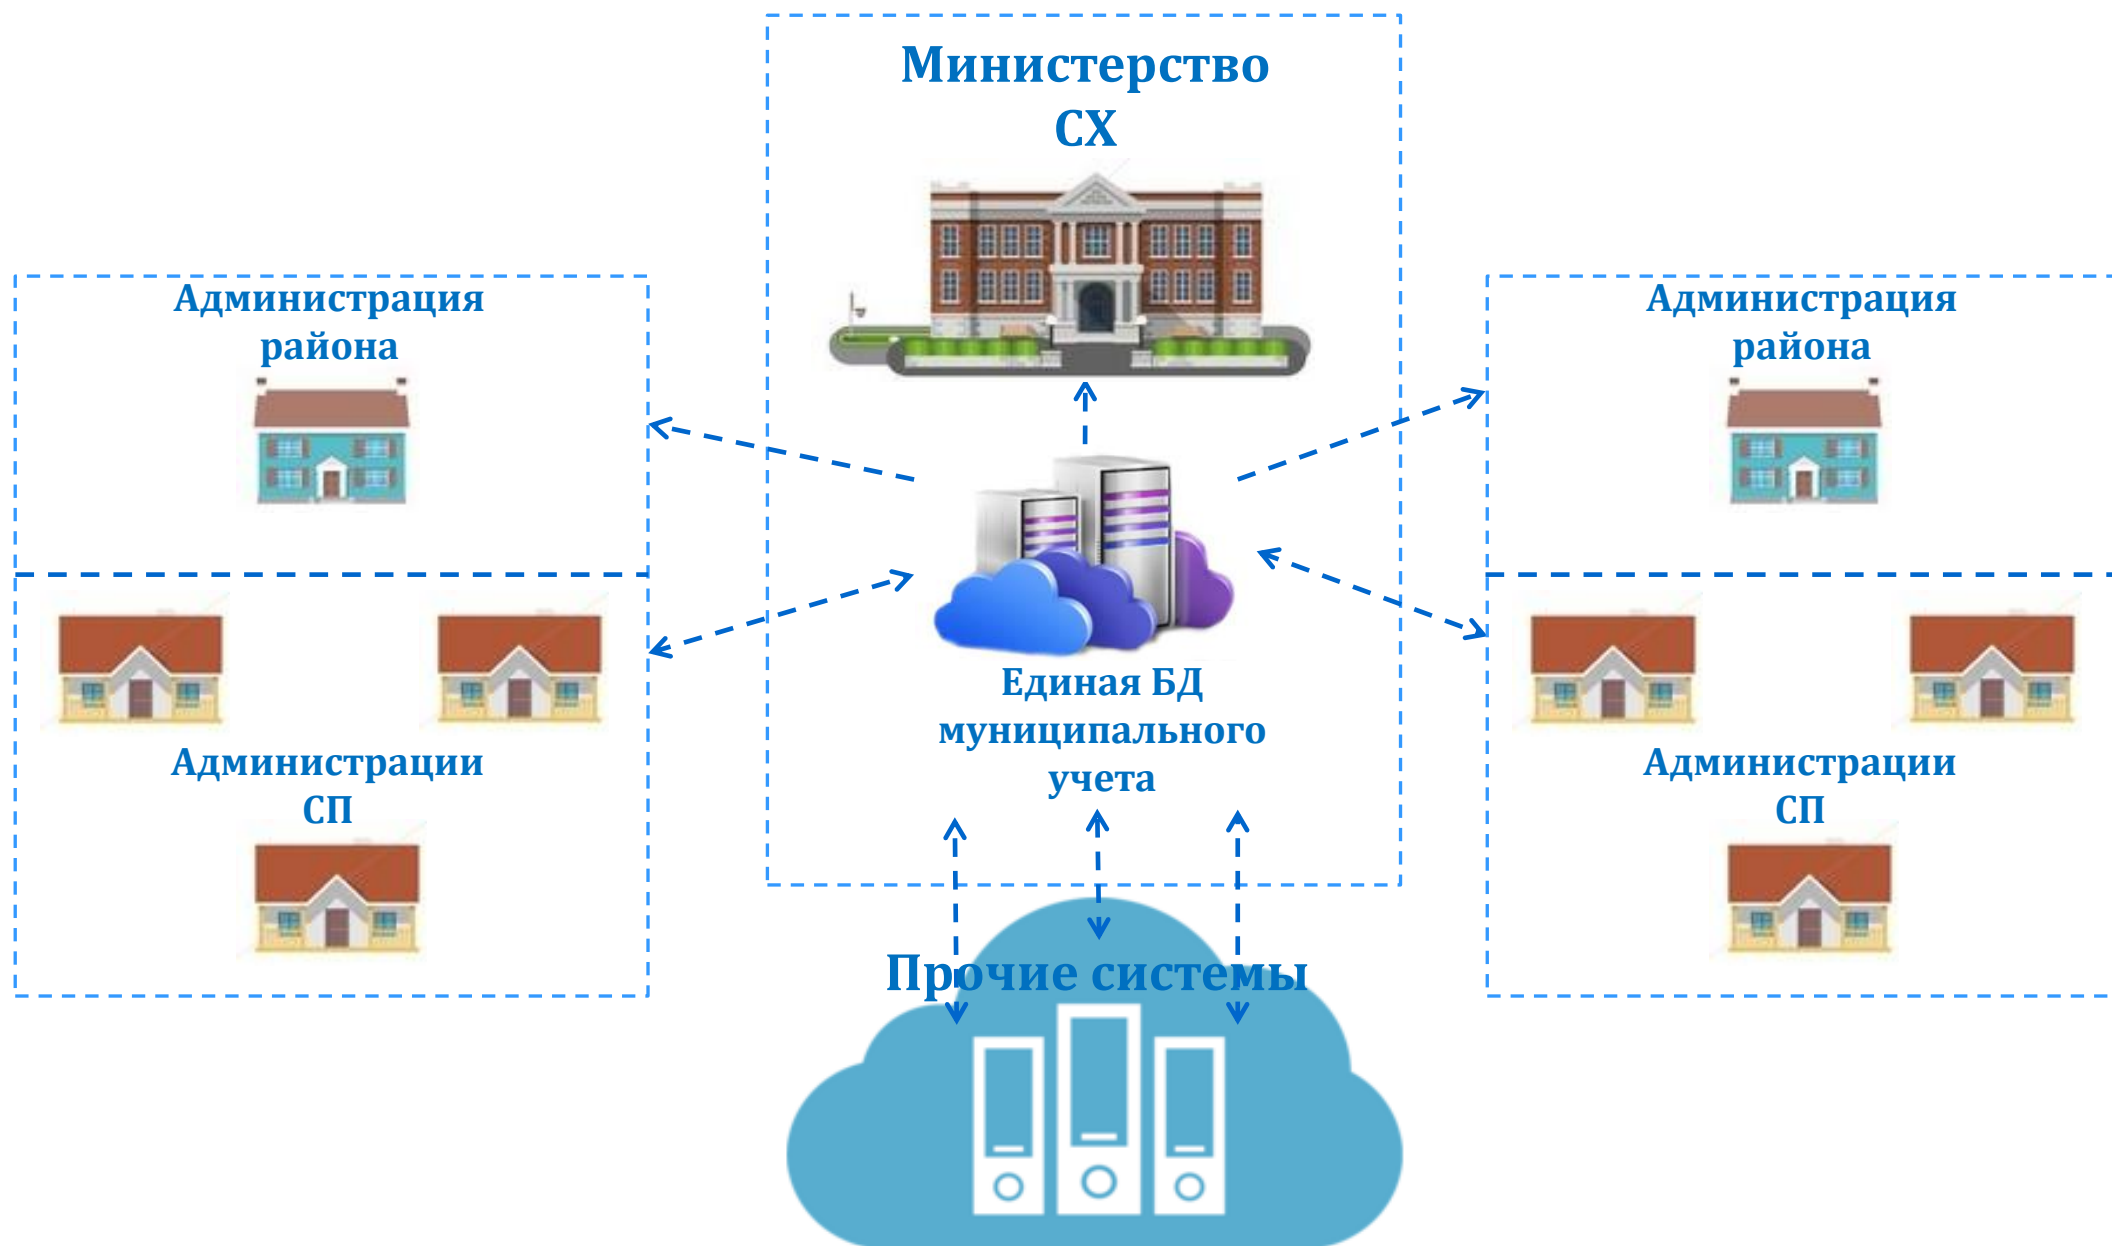 Министерство
СХ
Администрация
района
Администрации
СП
Единая БД
муниципального
учета
Администрация
района
Администрации
СП
Прочие системы